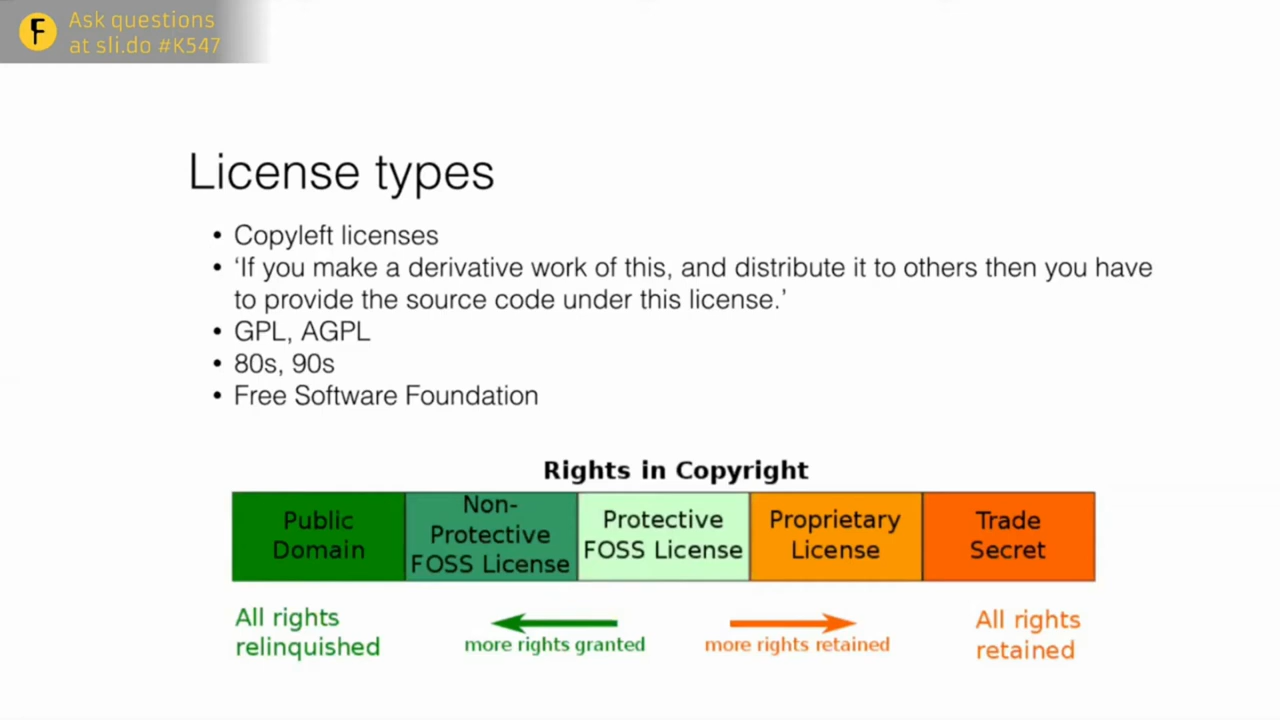 F
Ask questions
at sli.do #K547
License types
• Copyleft licenses
• ‘If you make a derivative work of this, and distribute it to others then you have
to provide the source code under this license.’
• GPL, AGPL
• 80s, 90s
• Free Software Foundation
Rights in Copyright
Public
Domain
Non-
Protective
FOSS License
Protective
FOSS License
Proprietary
License
Trade
Secret
All rights
relinquished
more rights granted
more rights retained
All rights
retained